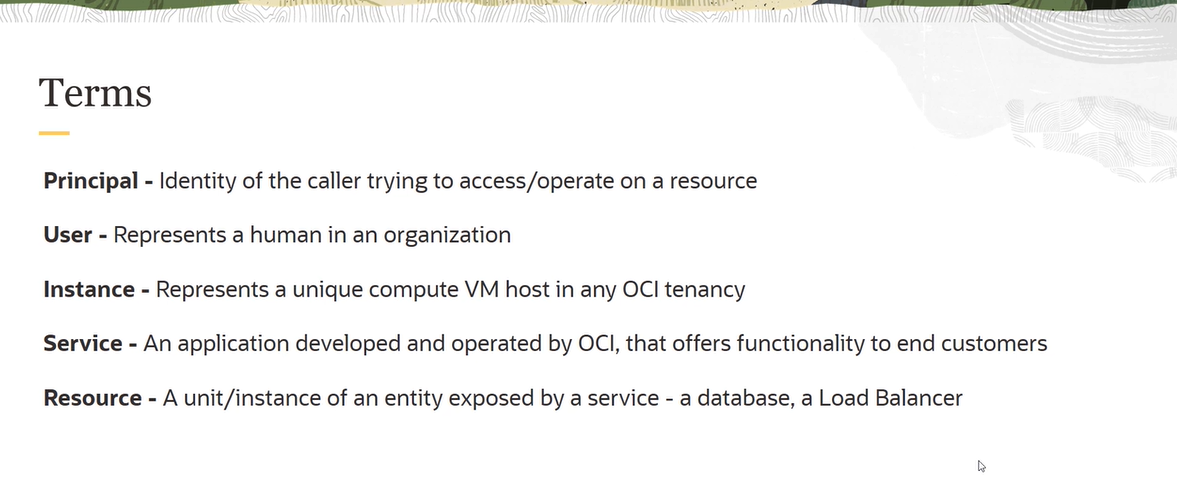 Terms
Principal - Identity of the caller trying to access/operate on a resource
User - Represents a human in an organization
Instance - Represents a unique compute VM host in any OCI tenancy
Service - An application developed and operated by OCI, that offers functionality to end customers
Resource - A unit/instance of an entity exposed by a service - a database, a Load Balancer